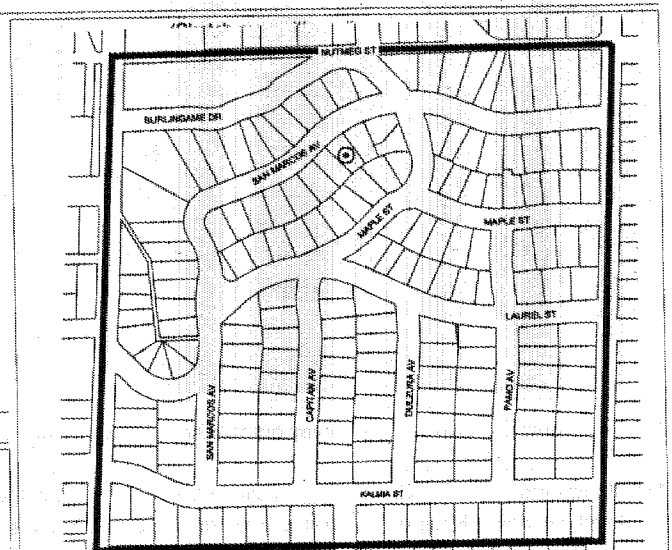 NUTMEG ST
BURLINGAME DR
SAN MARCOS AV
MAPLE ST
MAPLE ST
LAUREL ST
SAN MARCOS AV
CAPITAN AV
DULZURA AV
PAMO AV
KALMIA ST